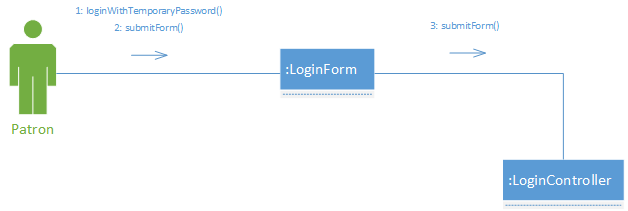 1: loginWithTemporaryPassword()
2: submitForm()
3: submitForm()
:LoginForm
Patron
:LoginController